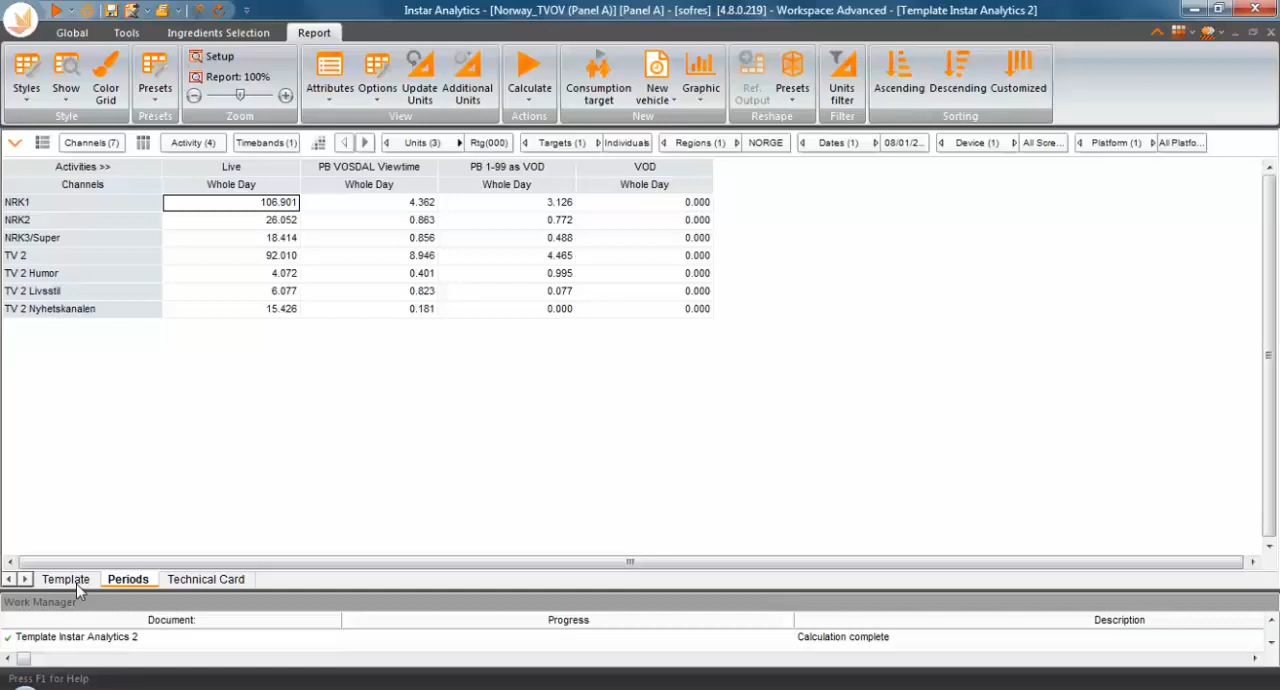 Instar Analytics - [Norway_TVOV (Panel A)] [Panel A] - [sofres] [4.8.0.219] - Workspace: Advanced - [Template Instar Analytics 2]
Global Tools Ingredients Selection Report
Setup
Report: 100%
Styles Show Color Grid Presets Attributes Options Update Units Additional Units Calculate Consumption target New vehicle Graphic Ref. Output Presets Units filter Ascending Descending Customized
Style Presets Zoom View Actions New Reshape Filter Sorting
Channels (7) Activity (4) Timebands (1) Units (3) Rtg(000) Targets (1) Individuals Regions (1) NORGE Dates (1) 08/01/2... Device (1) All Scre... Platform (1) All Platfo...
Activities >> Live PB VOSDAL Viewtime PB 1-99 as VOD VOD
Channels Whole Day Whole Day Whole Day Whole Day
NRK1 106.901 4.362 3.126 0.000
NRK2 26.052 0.863 0.772 0.000
NRK3/Super 18.414 0.856 0.488 0.000
TV 2 92.010 8.946 4.465 0.000
TV 2 Humor 4.072 0.401 0.995 0.000
TV 2 Livsstil 6.077 0.823 0.077 0.000
TV 2 Nyhetskanalen 15.426 0.181 0.000 0.000
Template Periods Technical Card
Work Manager
Document: Progress Description
Template Instar Analytics 2 Calculation complete
Press F1 for Help